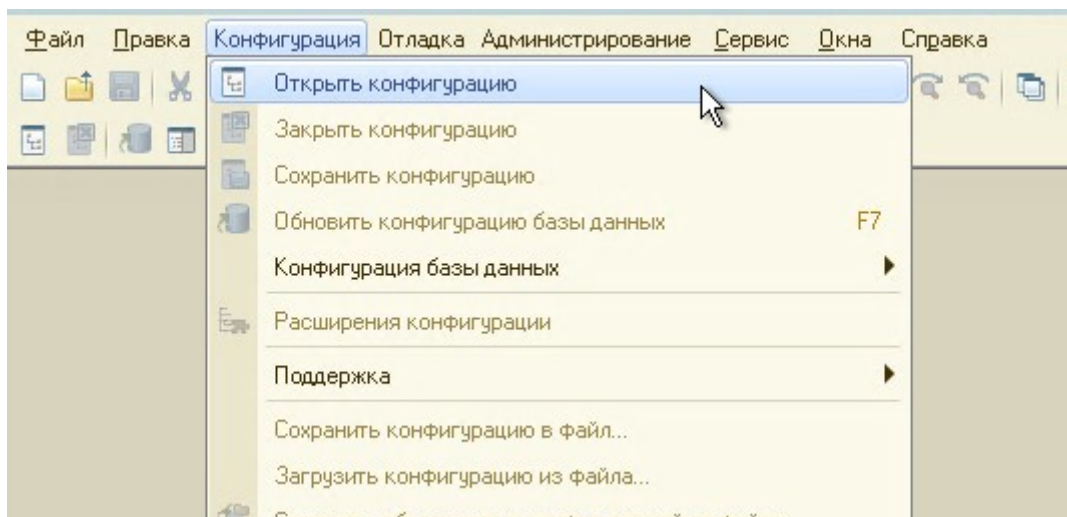 Файл Правка Конфигурация Отладка Администрирование Сервис Окна Справка
Открыть конфигурацию
Закрыть конфигурацию
Сохранить конфигурацию
Обновить конфигурацию базы данных F7
Конфигурация базы данных
Расширения конфигурации
Поддержка
Сохранить конфигурацию в файл...
Загрузить конфигурацию из файла...